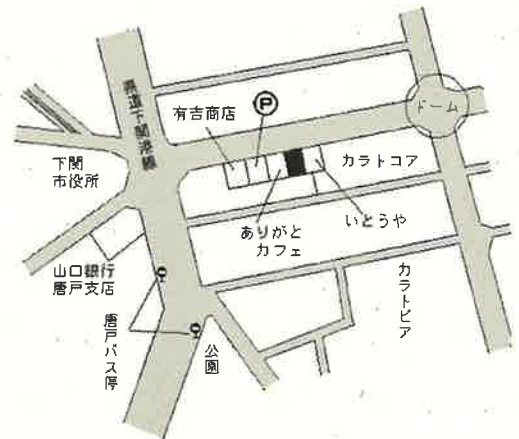 県道下関港線
有吉商店
P
ドーム
下関
市役所
カラトコア
ありがと
カフェ
いとうや
山口銀行
唐戸支店
唐戸バス停
公園
カラトピア